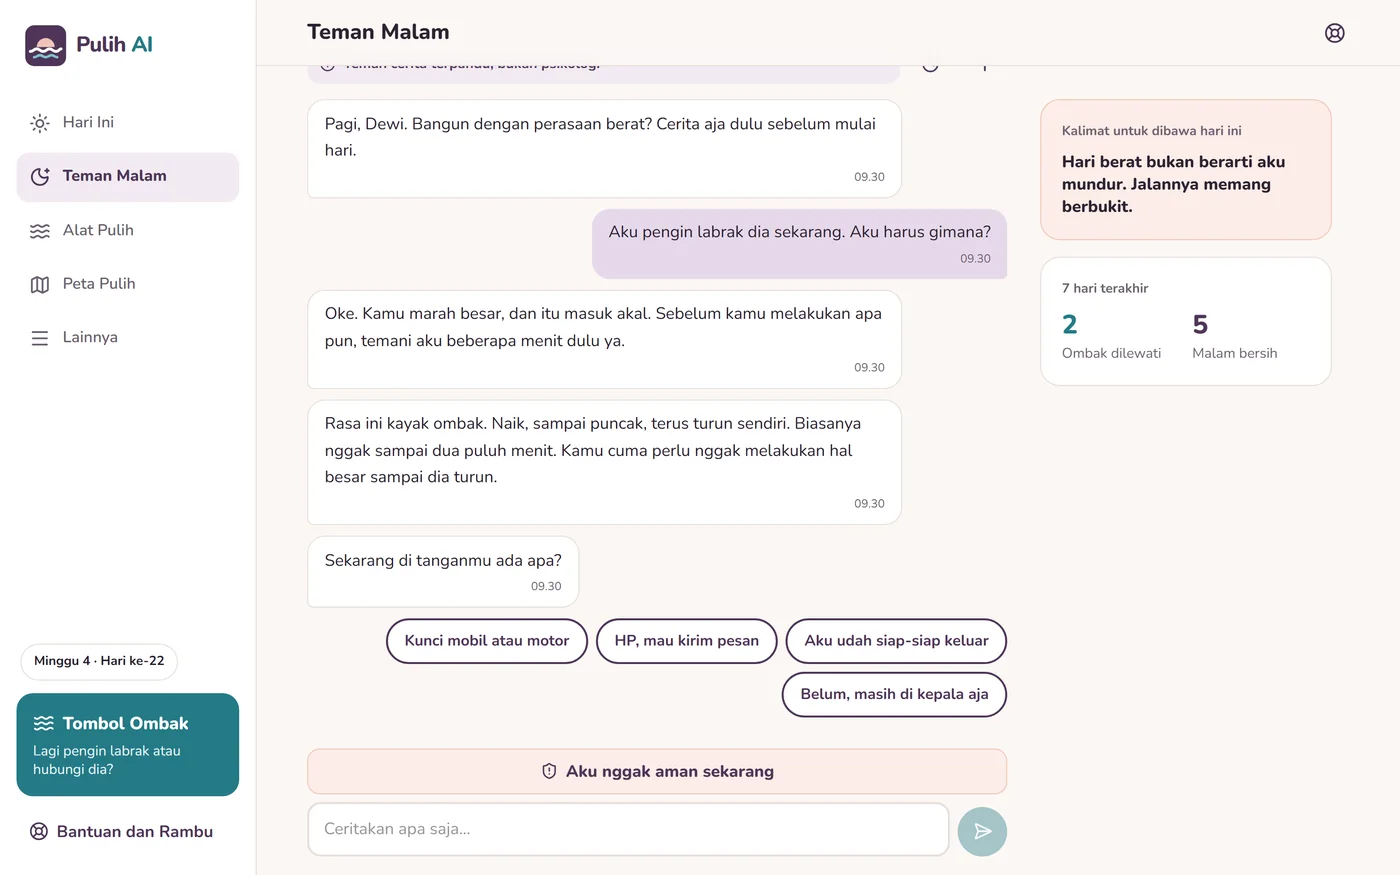 Pulih AI
Hari Ini
Teman Malam
Alat Pulih
Peta Pulih
Lainnya
Minggu 4 · Hari ke-22
Tombol Ombak
Lagi pengin labrak atau
hubungi dia?
Bantuan dan Rambu
Teman Malam
Teman cerita terpandu, bukan psikolog.
Pagi, Dewi. Bangun dengan perasaan berat? Cerita aja dulu sebelum mulai
hari.
09.30
Aku pengin labrak dia sekarang. Aku harus gimana?
09.30
Oke. Kamu marah besar, dan itu masuk akal. Sebelum kamu melakukan apa
pun, temani aku beberapa menit dulu ya.
09.30
Rasa ini kayak ombak. Naik, sampai puncak, terus turun sendiri. Biasanya
nggak sampai dua puluh menit. Kamu cuma perlu nggak melakukan hal
besar sampai dia turun.
09.30
Sekarang di tanganmu ada apa?
09.30
Kunci mobil atau motor
HP, mau kirim pesan
Aku udah siap-siap keluar
Belum, masih di kepala aja
Aku nggak aman sekarang
Ceritakan apa saja...
Kalimat untuk dibawa hari ini
Hari berat bukan berarti aku
mundur. Jalannya memang
berbukit.
7 hari terakhir
2
Ombak dilewati
5
Malam bersih